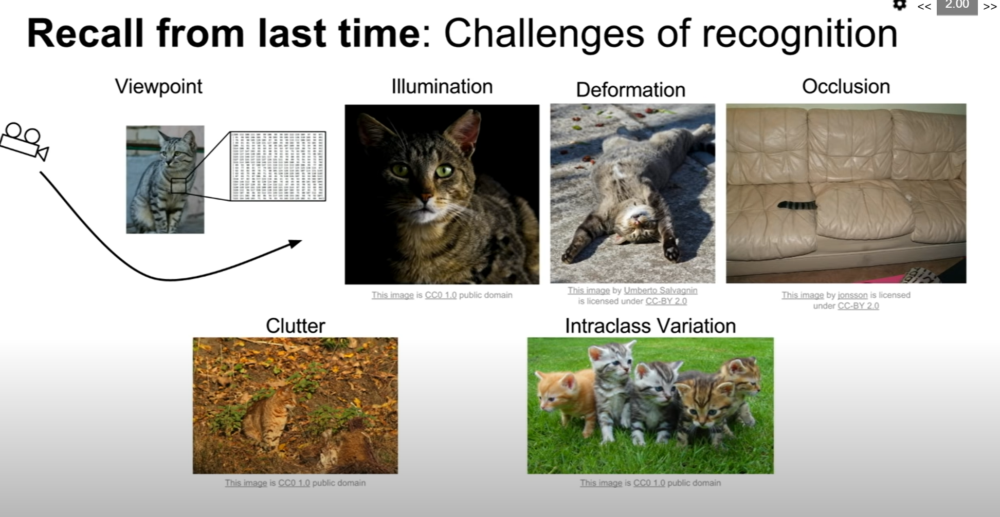 << 2.00 >>
Recall from last time: Challenges of recognition
Viewpoint
Illumination
Deformation
Occlusion
This image is CC0 1.0 public domain
This image by Umberto Salvagnin
is licensed under CC-BY 2.0
This image by jonsson is licensed
under CC-BY 2.0
Clutter
Intraclass Variation
This image is CC0 1.0 public domain
This image is CC0 1.0 public domain